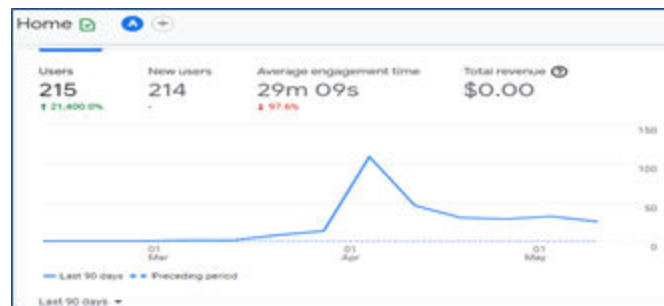 Home A +
Users New users Average engagement time Total revenue ?
215 214 29m 09s $0.00
↑ 21,400.0% - ↓ 97.6%
150
100
50
0
01 01 01
Mar Apr May
Last 90 days Preceding period
Last 90 days